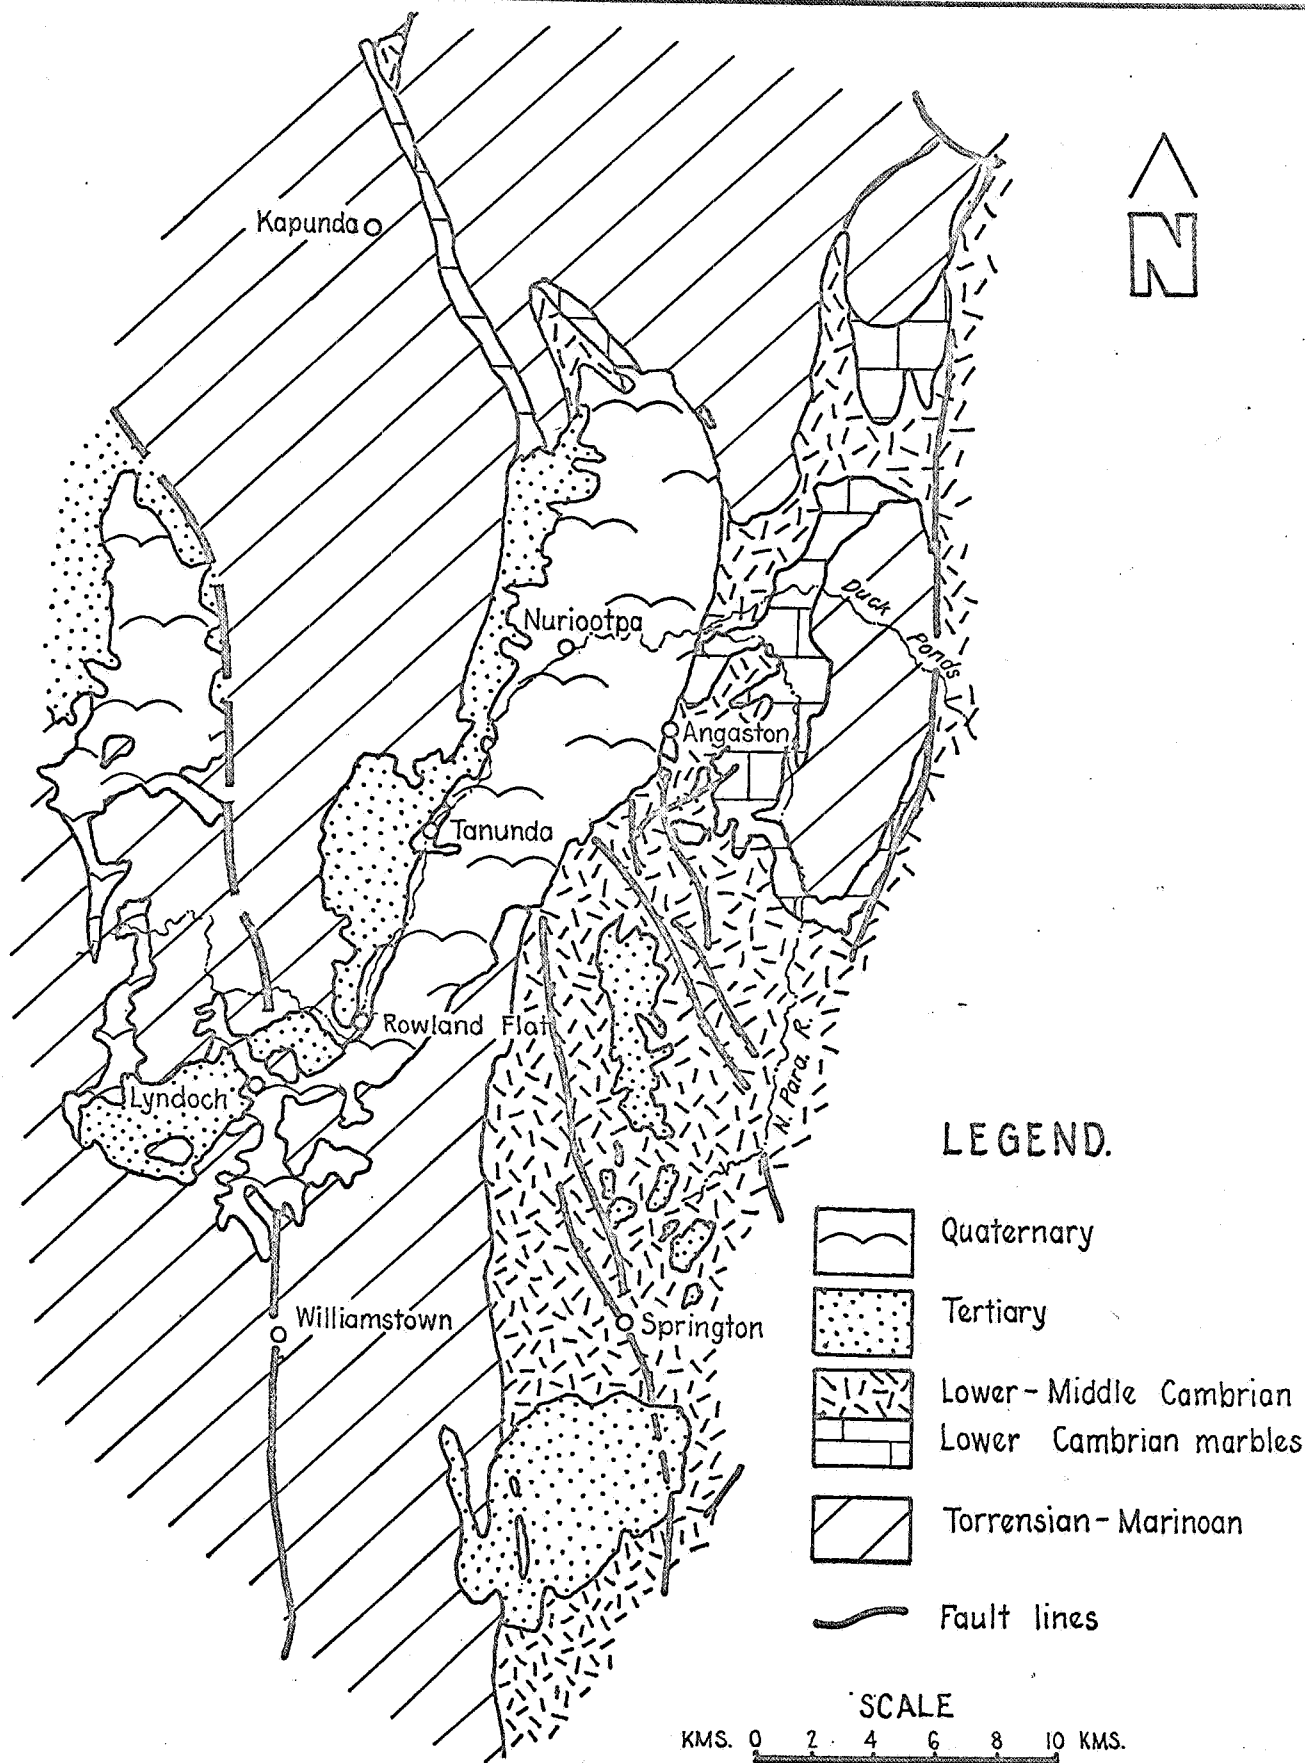 Kapunda
N
Duck
Ponds
Nuriootpa
Angaston
Tanunda
Rowland Flat
N. Para. R.
Lyndoch
LEGEND.
Quaternary
Tertiary
Williamstown
Springton
Lower-Middle Cambrian
Lower Cambrian marbles
Torrensian-Marinoan
Fault lines
SCALE
KMS. 0 2 4 6 8 10 KMS.